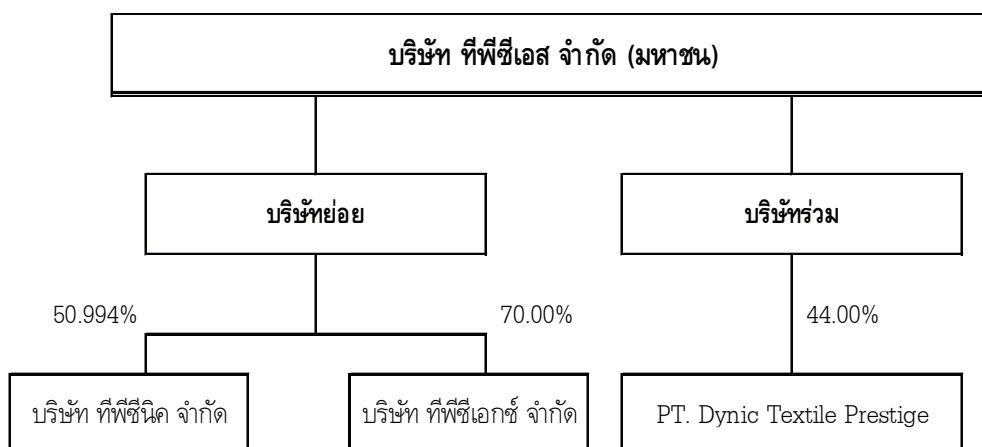 บริษัท ทีพีซีเอส จำกัด (มหาชน)
บริษัทย่อย
บริษัทร่วม
50.994%
70.00%
44.00%
บริษัท ทีพีซีนิค จำกัด
บริษัท ทีพีซีเอกซ์ จำกัด
PT. Dynic Textile Prestige